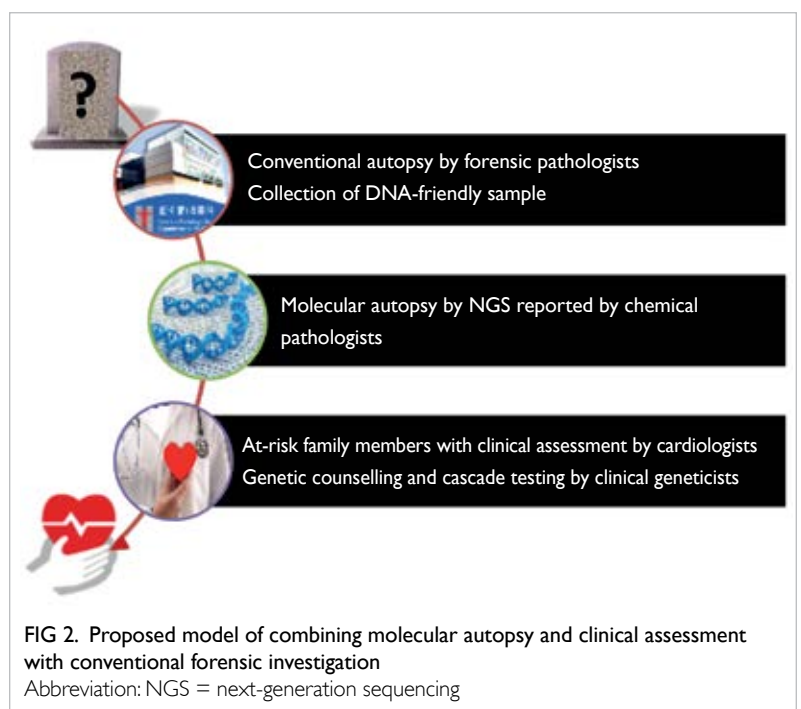 ?
Conventional autopsy by forensic pathologists
Collection of DNA-friendly sample
Molecular autopsy by NGS reported by chemical
pathologists
At-risk family members with clinical assessment by cardiologists
Genetic counselling and cascade testing by clinical geneticists
FIG 2. Proposed model of combining molecular autopsy and clinical assessment
with conventional forensic investigation
Abbreviation: NGS = next-generation sequencing